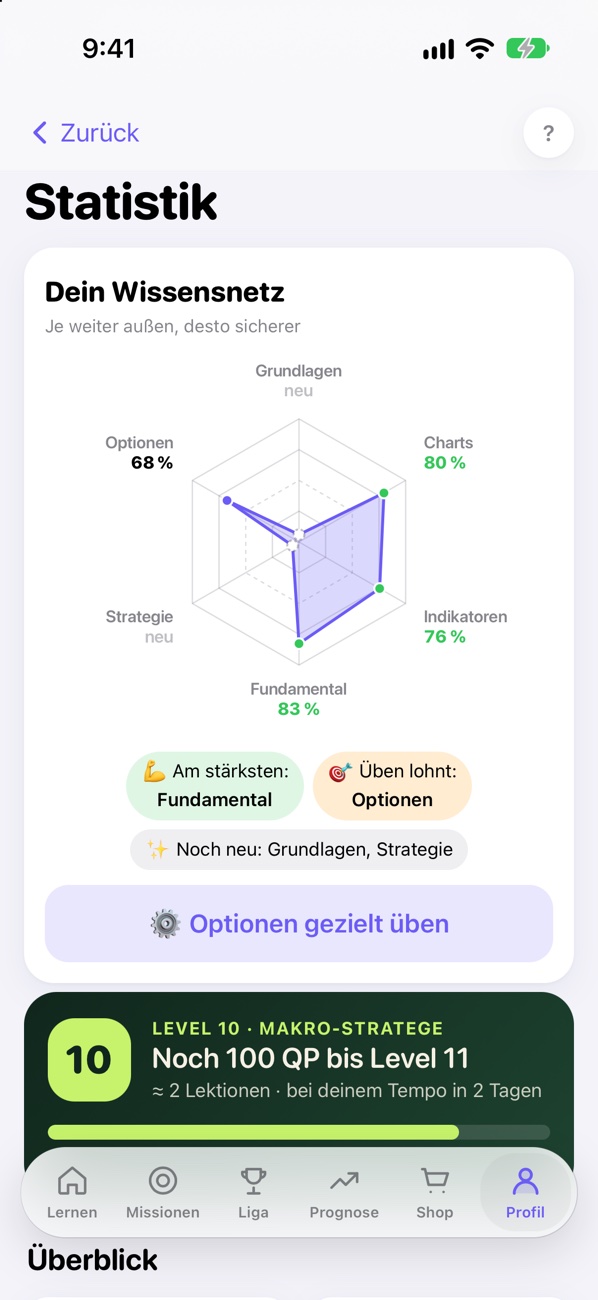 9:41
Zurück
?
Statistik
Dein Wissensnetz
Je weiter außen, desto sicherer
Grundlagen
neu
Optionen
68 %
Charts
80 %
Strategie
neu
Indikatoren
76 %
Fundamental
83 %
💪 Am stärksten:
Fundamental
🎯 Üben lohnt:
Optionen
✨ Noch neu: Grundlagen, Strategie
⚙️ Optionen gezielt üben
10
LEVEL 10 · MAKRO-STRATEGE
Noch 100 QP bis Level 11
≈ 2 Lektionen · bei deinem Tempo in 2 Tagen
Lernen
Missionen
Liga
Prognose
Shop
Profil
Überblick